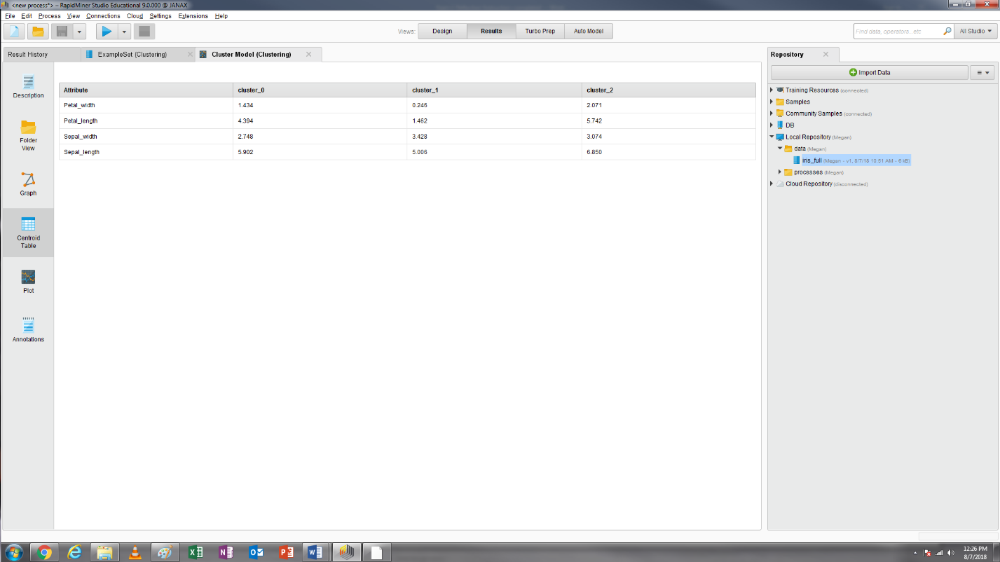 <new process*> – RapidMiner Studio Educational 9.0.000 @ JANAX
File Edit Process View Connections Cloud Settings Extensions Help
Views: Design Results Turbo Prep Auto Model
Find data, operators...etc All Studio
Result History ExampleSet (Clustering) Cluster Model (Clustering)
Repository
Import Data
Description
Folder View
Graph
Centroid Table
Plot
Annotations
Attribute cluster_0 cluster_1 cluster_2
Petal_width 1.434 0.246 2.071
Petal_length 4.394 1.462 5.742
Sepal_width 2.748 3.428 3.074
Sepal_length 5.902 5.006 6.850
Training Resources (connected)
Samples
Community Samples (connected)
DB
Local Repository (Megan)
data (Megan)
iris_full (Megan - v1, 8/7/18 10:51 AM - 6 kB)
processes (Megan)
Cloud Repository (disconnected)
12:26 PM
8/7/2018